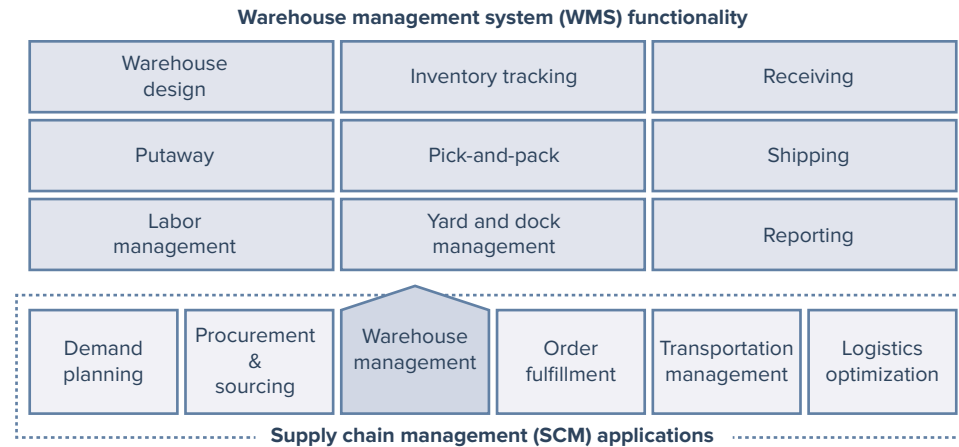 Warehouse management system (WMS) functionality
Warehouse
design
Inventory tracking
Receiving
Putaway
Pick-and-pack
Shipping
Labor
management
Yard and dock
management
Reporting
Demand
planning
Procurement
&
sourcing
Warehouse
management
Order
fulfillment
Transportation
management
Logistics
optimization
Supply chain management (SCM) applications